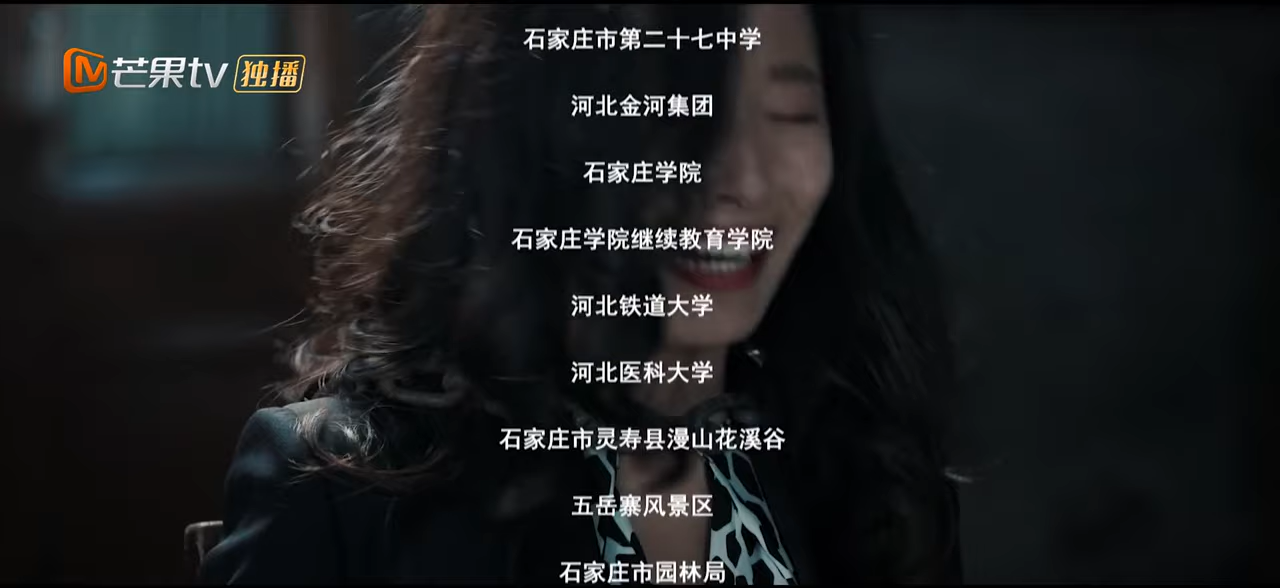 石家庄市第二十七中学
芒果tv 独播
河北金河集团
石家庄学院
石家庄学院继续教育学院
河北铁道大学
河北医科大学
石家庄市灵寿县漫山花溪谷
五岳寨风景区
石家庄市园林局